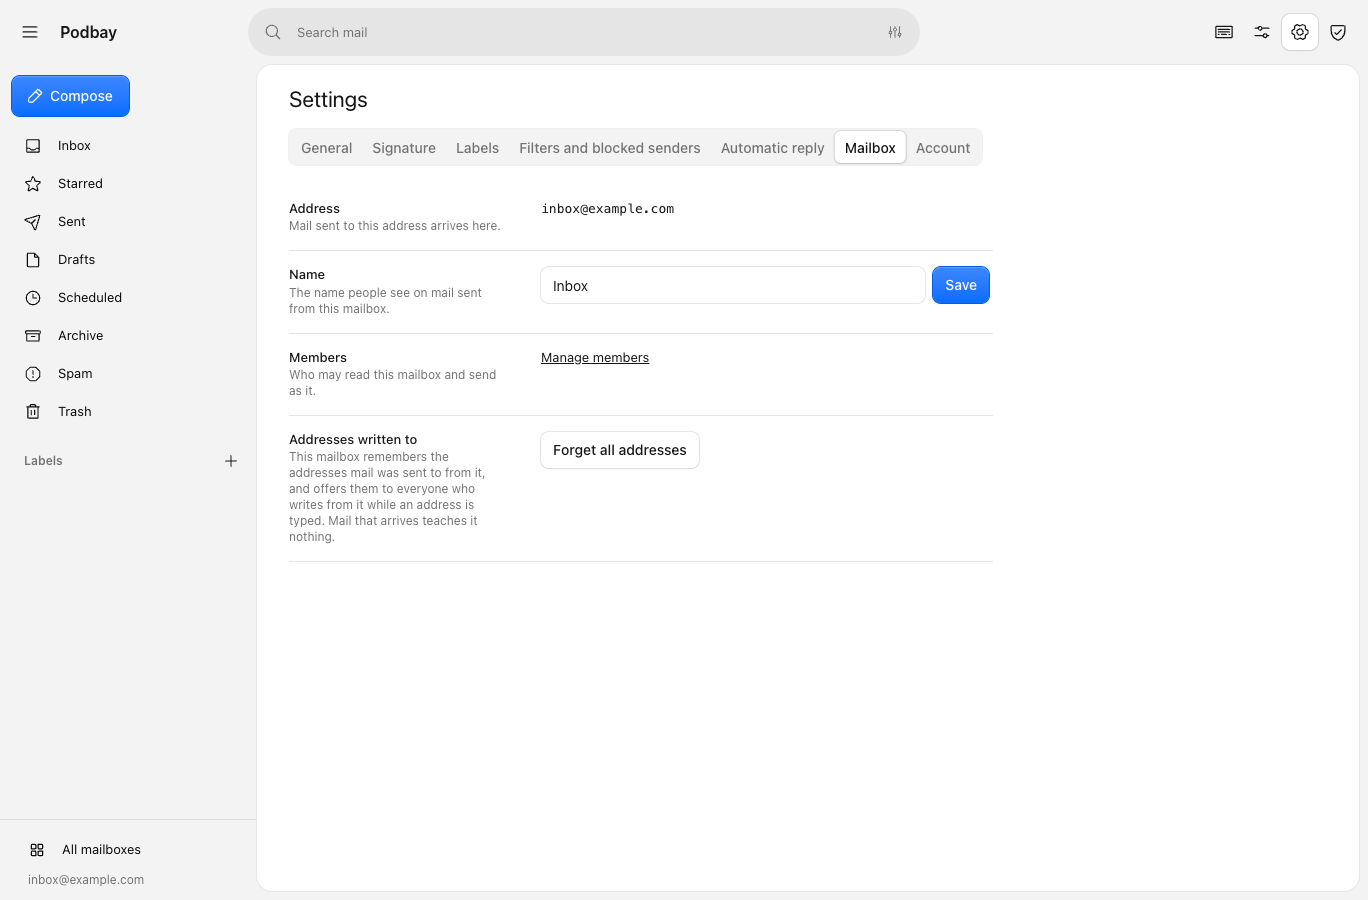 Podbay
Search mail
Compose
Inbox
Starred
Sent
Drafts
Scheduled
Archive
Spam
Trash
Labels
All mailboxes
inbox@example.com
Settings
General Signature Labels Filters and blocked senders Automatic reply Mailbox Account
Address
Mail sent to this address arrives here.
inbox@example.com
Name
The name people see on mail sent
from this mailbox.
Inbox
Save
Members
Who may read this mailbox and send
as it.
Manage members
Addresses written to
This mailbox remembers the
addresses mail was sent to from it,
and offers them to everyone who
writes from it while an address is
typed. Mail that arrives teaches it
nothing.
Forget all addresses